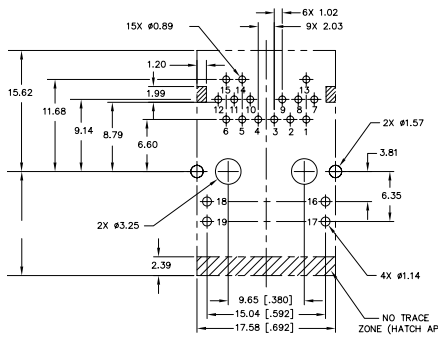 6X 1.02
15X ø0.89
9X 2.03
1.20
15.62
15 14 13
1.99
11.68
12 11 10 9 8 7
9.14
8.79
6 5 4 3 2 1
6.60
2X ø1.57
3.81
6.35
2X ø3.25
18 16
19 17
4X ø1.14
2.39
9.65 [.380]
15.04 [.592]
17.58 [.692]
NO TRACE
ZONE (HATCH AP